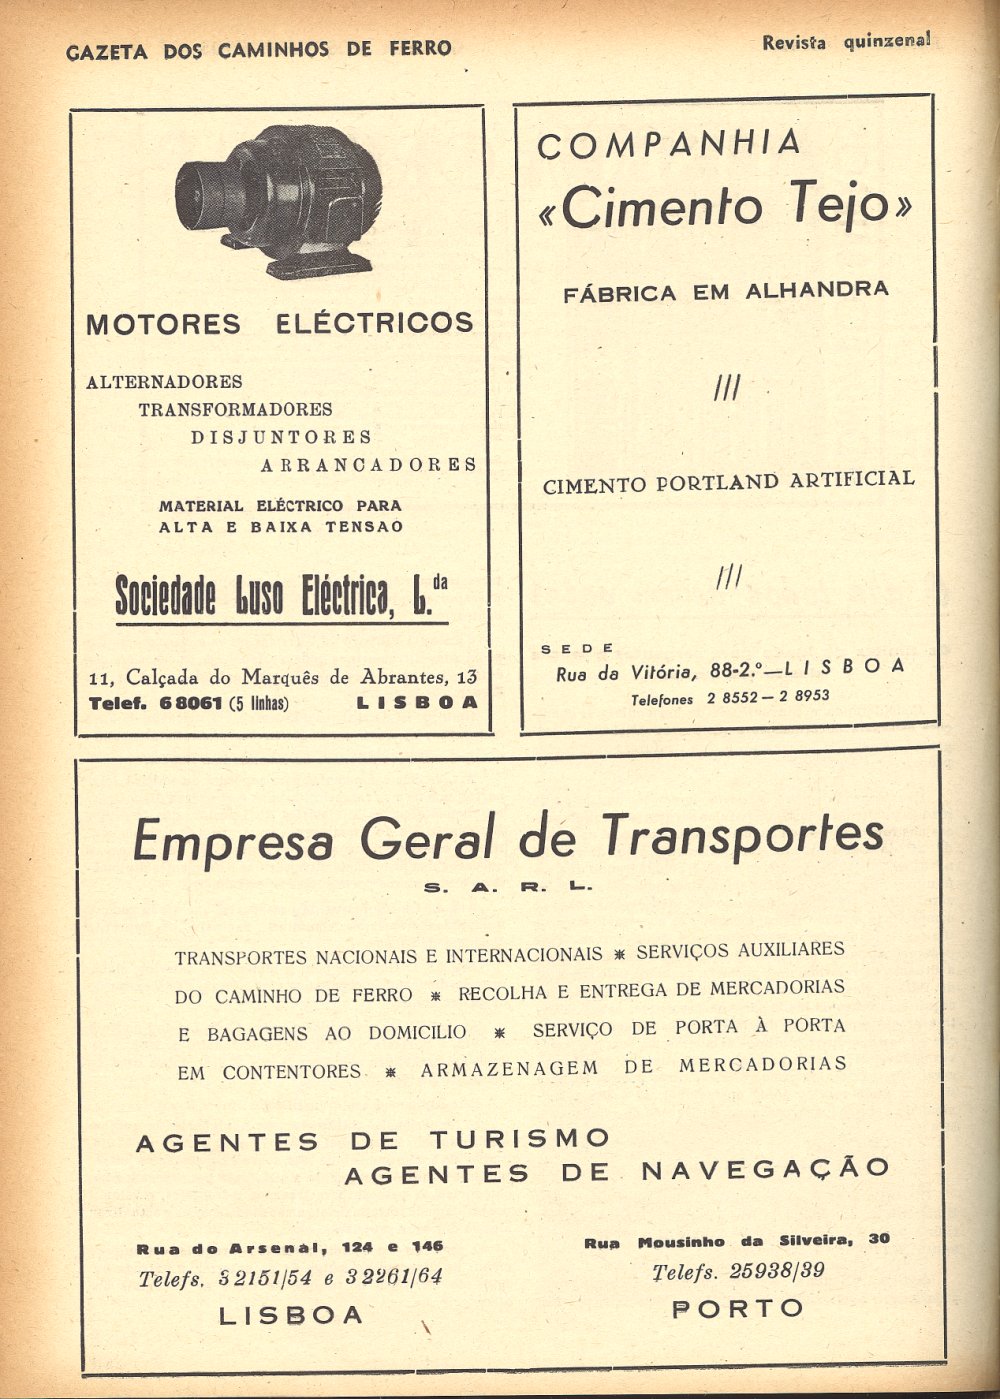 GAZETA DOS CAMINHOS DE FERRO
Revista quinzenal
MOTORES ELÉCTRICOS
ALTERNADORES
TRANSFORMADORES
DISJUNTORES
ARRANCADORES
MATERIAL ELÉCTRICO PARA
ALTA E BAIXA TENSAO
Sociedade Luso Eléctrica, L.da
11, Calçada do Marquês de Abrantes, 13
Telef. 68061 (5 linhas) LISBOA
COMPANHIA
«Cimento Tejo»
FÁBRICA EM ALHANDRA
///
CIMENTO PORTLAND ARTIFICIAL
///
SEDE
Rua da Vitória, 88-2.º—LISBOA
Telefones 2 8552 — 2 8953
Empresa Geral de Transportes
S. A. R. L.
TRANSPORTES NACIONAIS E INTERNACIONAIS * SERVIÇOS AUXILIARES
DO CAMINHO DE FERRO * RECOLHA E ENTREGA DE MERCADORIAS
E BAGAGENS AO DOMICILIO * SERVIÇO DE PORTA À PORTA
EM CONTENTORES * ARMAZENAGEM DE MERCADORIAS
AGENTES DE TURISMO
AGENTES DE NAVEGAÇÃO
Rua do Arsenal, 124 e 146
Telefs. 32151/54 e 32261/64
LISBOA
Rua Mousinho da Silveira, 30
Telefs. 25938/39
PORTO